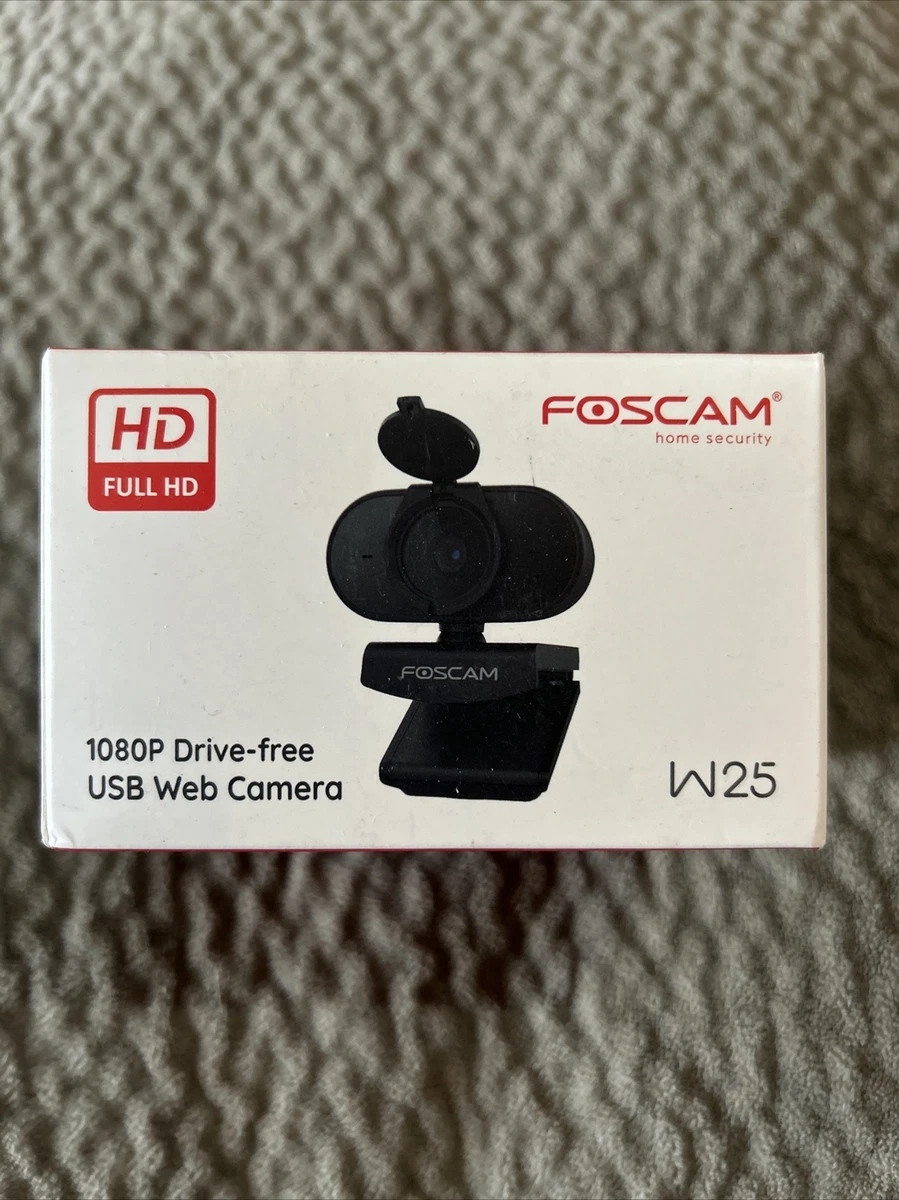 HD
FULL HD
FOSCAM®
home security
FOSCAM
1080P Drive-free
USB Web Camera
W25